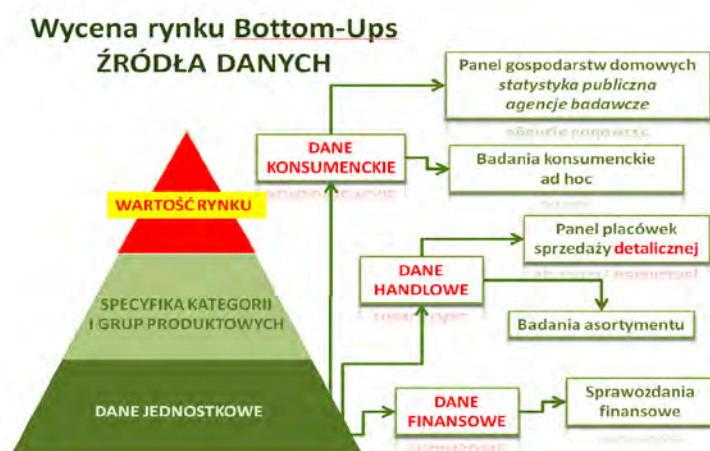 Wycena rynku Bottom-Ups
ŹRÓDŁA DANYCH
WARTOŚĆ RYNKU
SPECYFIKA KATEGORII
I GRUP PRODUKTOWYCH
DANE JEDNOSTKOWE
DANE
KONSUMENCKIE
Panel gospodarstw domowych
statystyka publiczna
agencje badawcze
Badania konsumenckie
ad hoc
DANE
HANDLOWE
Panel placówek
sprzedaży detalicznej
Badania asortymentu
DANE
FINANSOWE
Sprawozdania
finansowe